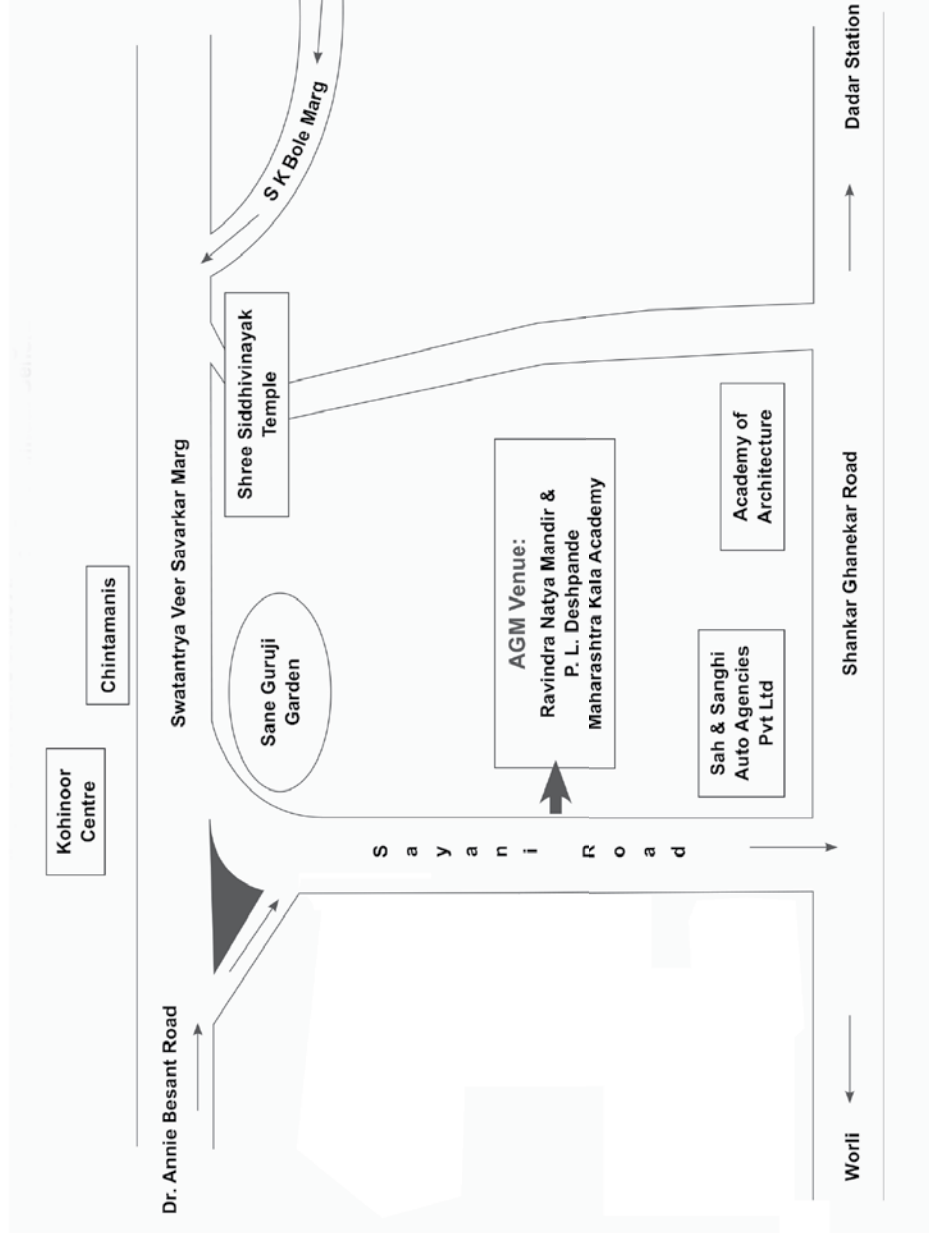 Kohinoor
Centre
Chintamanis
Dr. Annie Besant Road
Swatantrya Veer Savarkar Marg
S K Bole Marg
Sane Guruji
Garden
Shree Siddhivinayak
Temple
Sayani Road
AGM Venue:
Ravindra Natya Mandir &
P. L. Deshpande
Maharashtra Kala Academy
Sah & Sanghi
Auto Agencies
Pvt Ltd
Academy of
Architecture
Worli
Shankar Ghanekar Road
Dadar Station